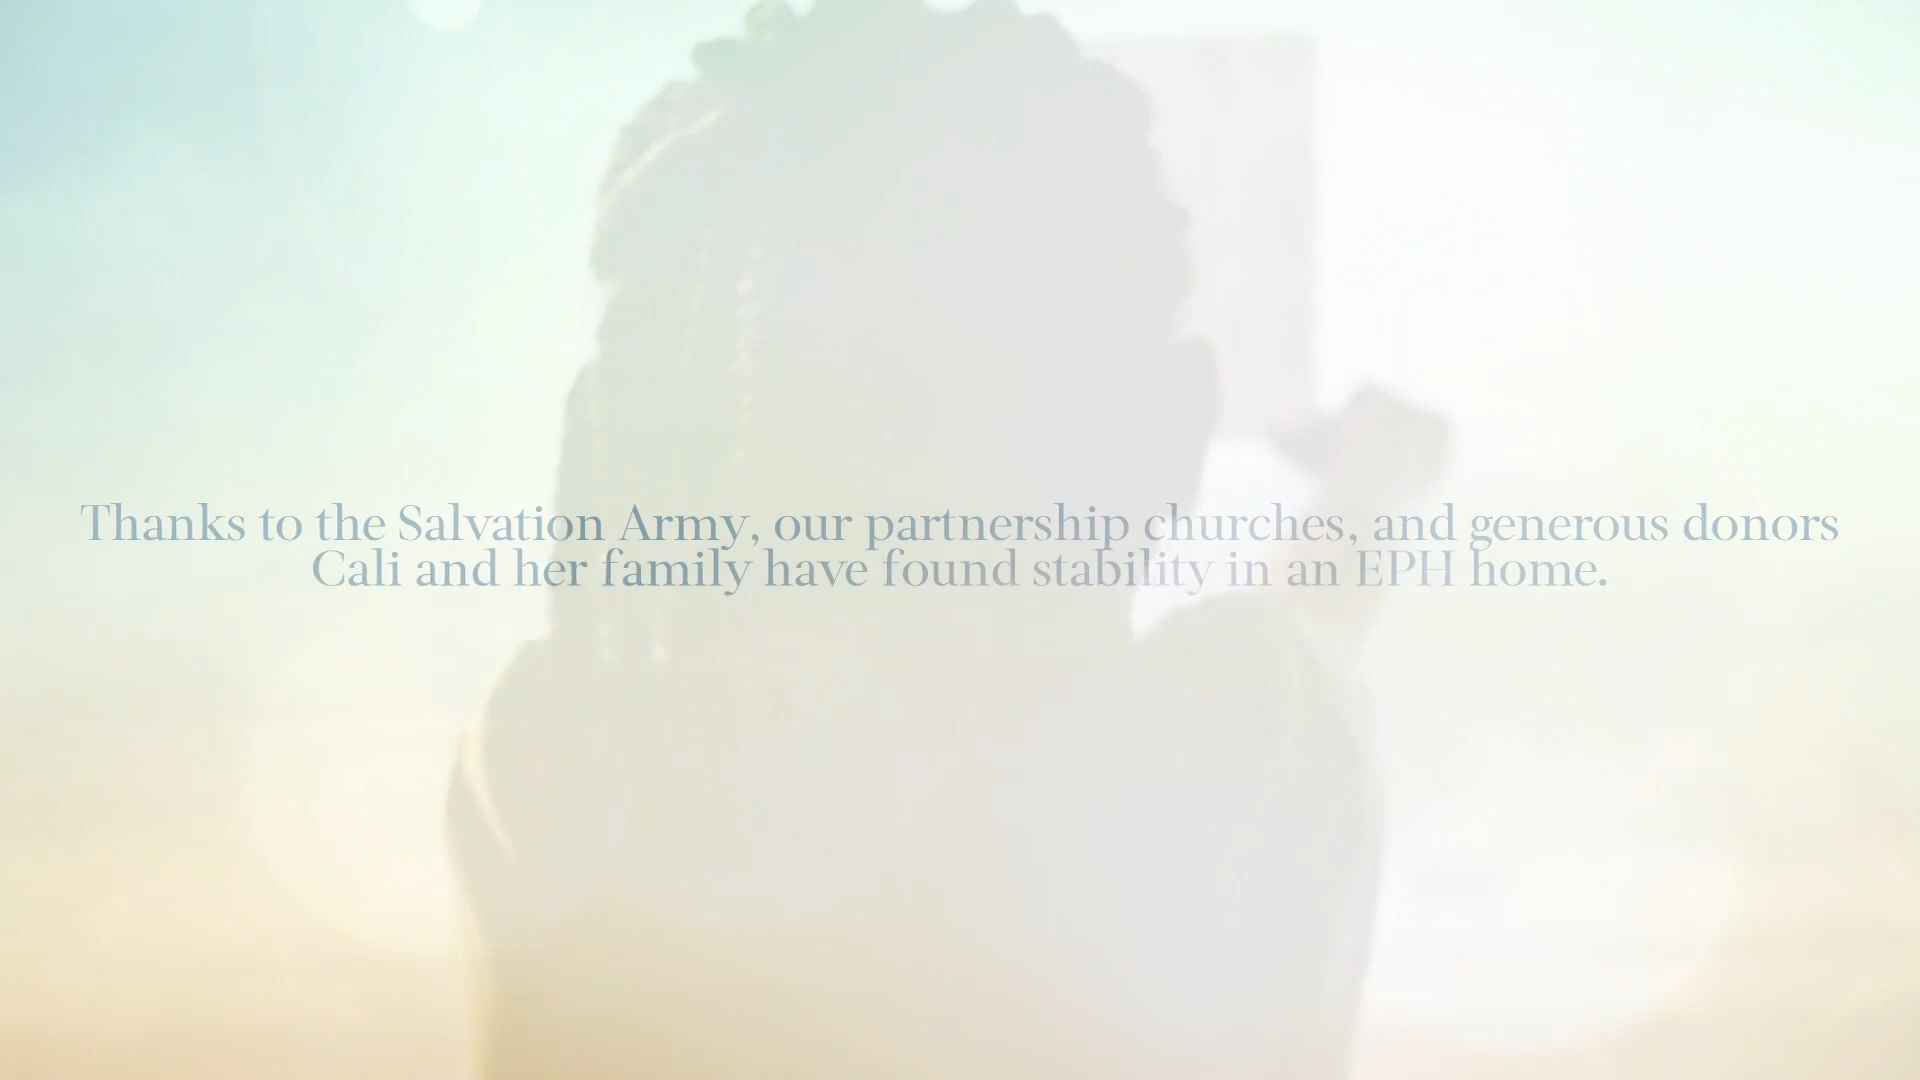 Thanks to the Salvation Army, our partnership churches, and generous donors
Cali and her family have found stability in an EPH home.